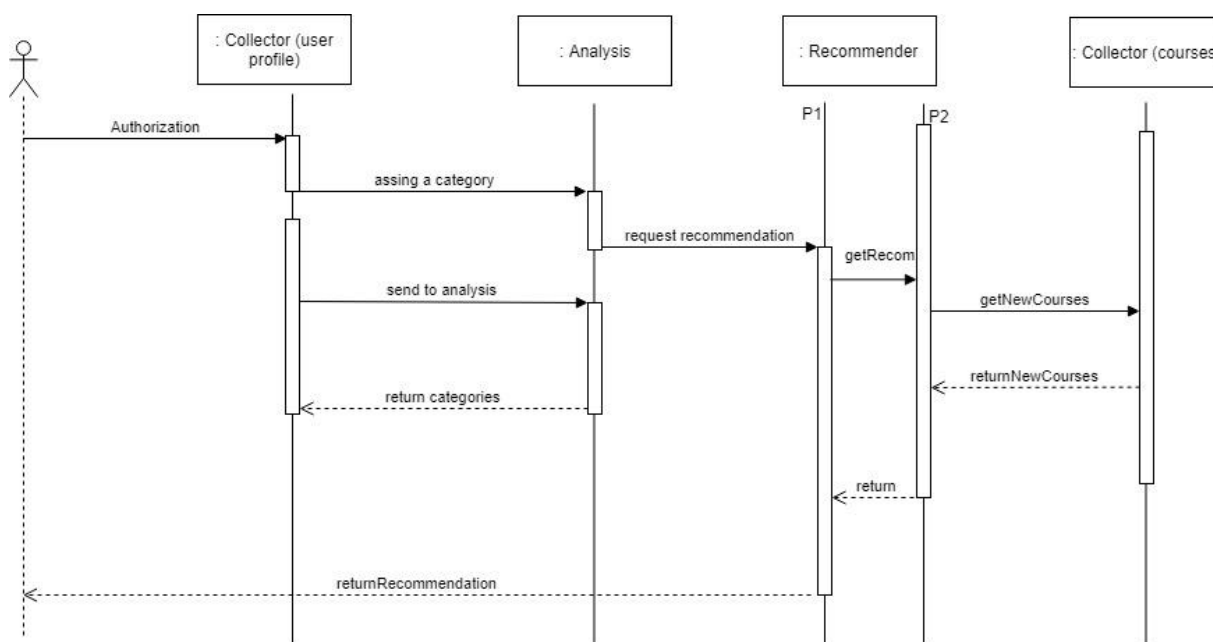 : Collector (user
profile)
: Analysis
: Recommender
: Collector (courses
P1
P2
Authorization
assing a category
request recommendation
getRecom
send to analysis
getNewCourses
returnNewCourses
return categories
return
returnRecommendation